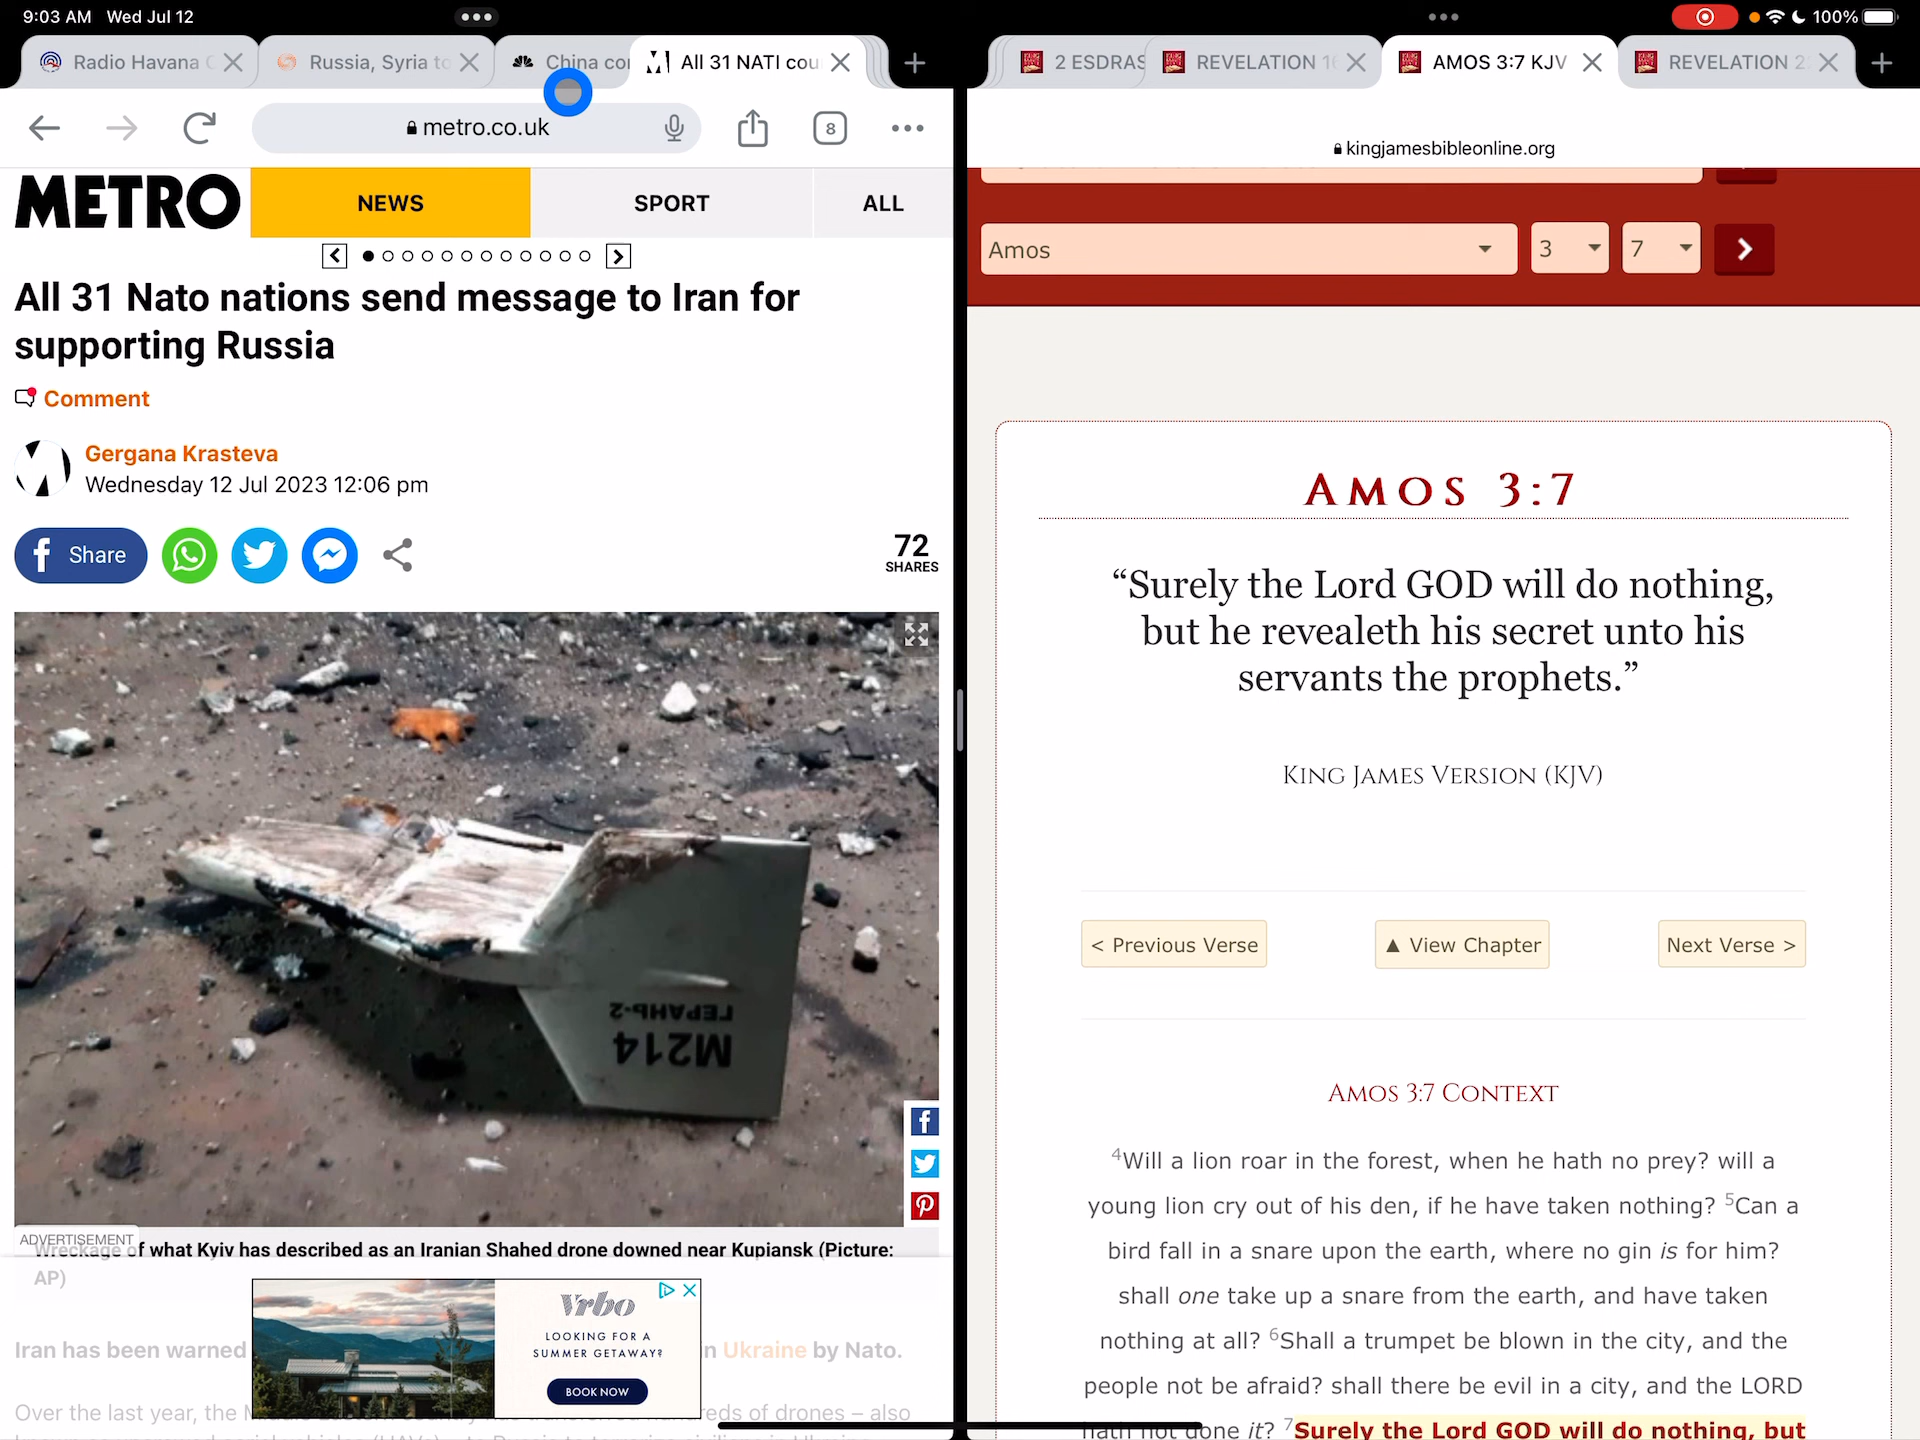 9:03 AM Wed Jul 12
100%
Radio Havana C
Russia, Syria to
China cor
All 31 NATI cou
metro.co.uk
8
METRO
NEWS
SPORT
ALL
All 31 Nato nations send message to Iran for
supporting Russia
Comment
Gergana Krasteva
Wednesday 12 Jul 2023 12:06 pm
Share
72
SHARES
ГЕРАНЬ-2
М214
ADVERTISEMENT
Wreckage of what Kyiv has described as an Iranian Shahed drone downed near Kupiansk (Picture:
AP)
Vrbo
LOOKING FOR A
SUMMER GETAWAY?
BOOK NOW
Iran has been warned
n Ukraine by Nato.
Over the last year, the
reds of drones – also
2 ESDRAS
REVELATION 1
AMOS 3:7 KJV
REVELATION 2
kingjamesbibleonline.org
Amos
3
7
AMOS 3:7
“Surely the Lord GOD will do nothing,
but he revealeth his secret unto his
servants the prophets.”
KING JAMES VERSION (KJV)
< Previous Verse
▲ View Chapter
Next Verse >
AMOS 3:7 CONTEXT
4Will a lion roar in the forest, when he hath no prey? will a
young lion cry out of his den, if he have taken nothing? 5Can a
bird fall in a snare upon the earth, where no gin is for him?
shall one take up a snare from the earth, and have taken
nothing at all? 6Shall a trumpet be blown in the city, and the
people not be afraid? shall there be evil in a city, and the LORD
hath not done it? 7Surely the Lord GOD will do nothing, but